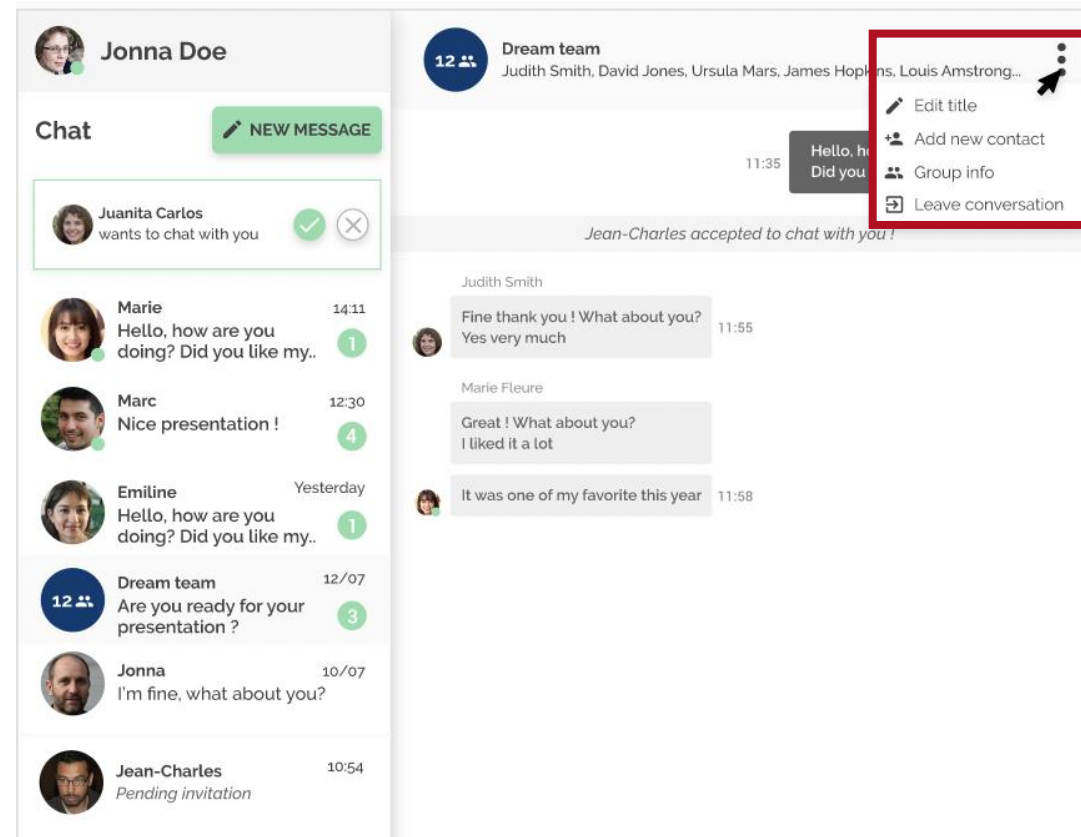 Jonna Doe
Chat
NEW MESSAGE
Juanita Carlos
wants to chat with you
Marie
14:11
Hello, how are you
doing? Did you like my..
1
Marc
12:30
Nice presentation !
4
Emiline
Yesterday
Hello, how are you
doing? Did you like my..
1
12
Dream team
12/07
Are you ready for your
presentation ?
3
Jonna
10/07
I'm fine, what about you?
Jean-Charles
10:54
Pending invitation
12
Dream team
Judith Smith, David Jones, Ursula Mars, James Hopkins, Louis Amstrong...
Edit title
Add new contact
Group info
Leave conversation
11:35
Hello, h
Did you
Jean-Charles accepted to chat with you !
Judith Smith
Fine thank you ! What about you?
Yes very much
11:55
Marie Fleure
Great ! What about you?
I liked it a lot
It was one of my favorite this year
11:58